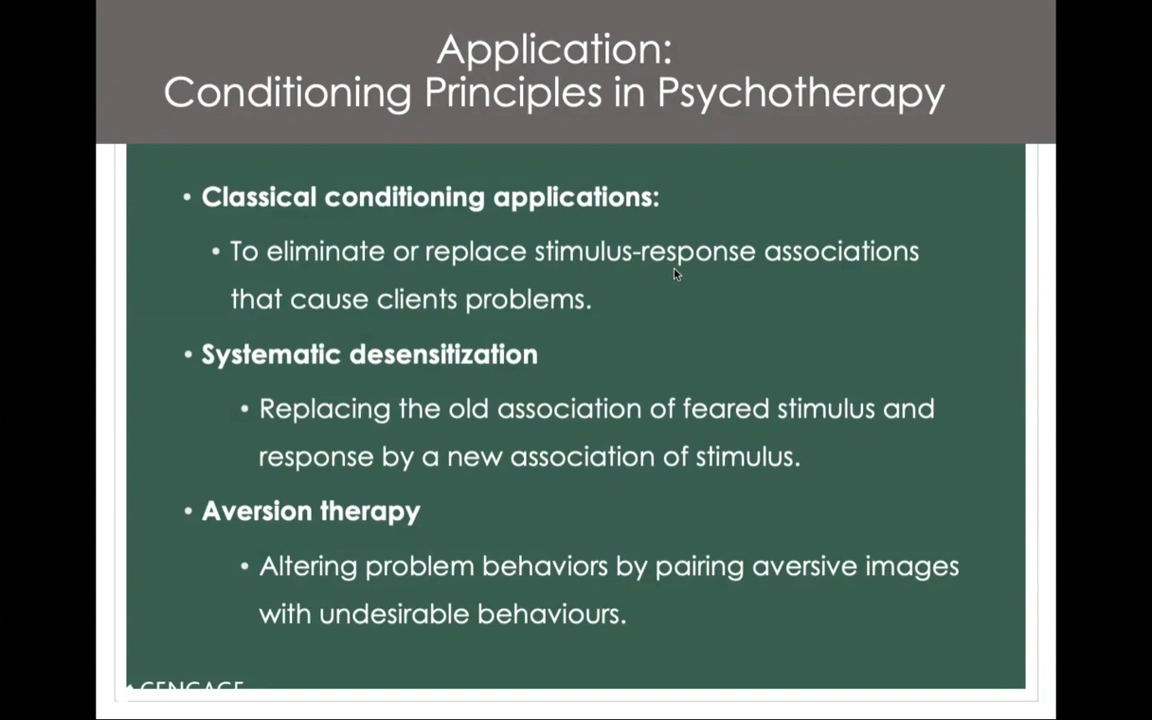 Application:
Conditioning Principles in Psychotherapy
• Classical conditioning applications:
• To eliminate or replace stimulus-response associations
that cause clients problems.
• Systematic desensitization
• Replacing the old association of feared stimulus and
response by a new association of stimulus.
• Aversion therapy
• Altering problem behaviors by pairing aversive images
with undesirable behaviours.
CENGAGE